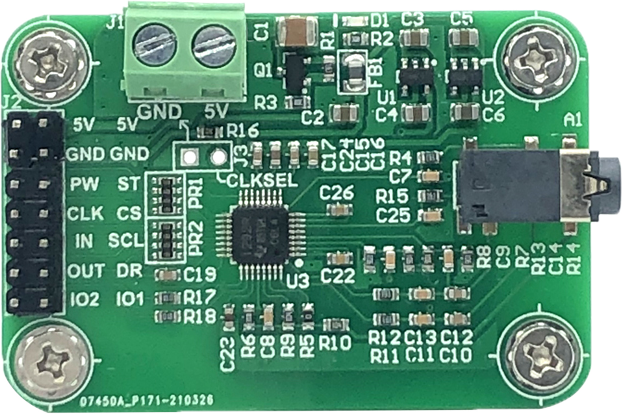 J1
C1
D1
R1
R2
C3
C5
Q1
FB1
GND
5V
R3
C2
U1
U2
C4
C6
J2
5V 5V
R16
A1
GND GND
J3
C17
C24
C15
C16
R4
CLKSEL
C7
PW ST
PR1
R15
CLK CS
C26
C25
IN SCL
PR2
R8
C9
R7
R13
C14
R14
OUT DR
C19
U3
C22
IO2 IO1
R17
R18
C23
R6
C8
R9
R5
R10
R12
C13
C12
R11
C11
C10
07450A_P171-210326